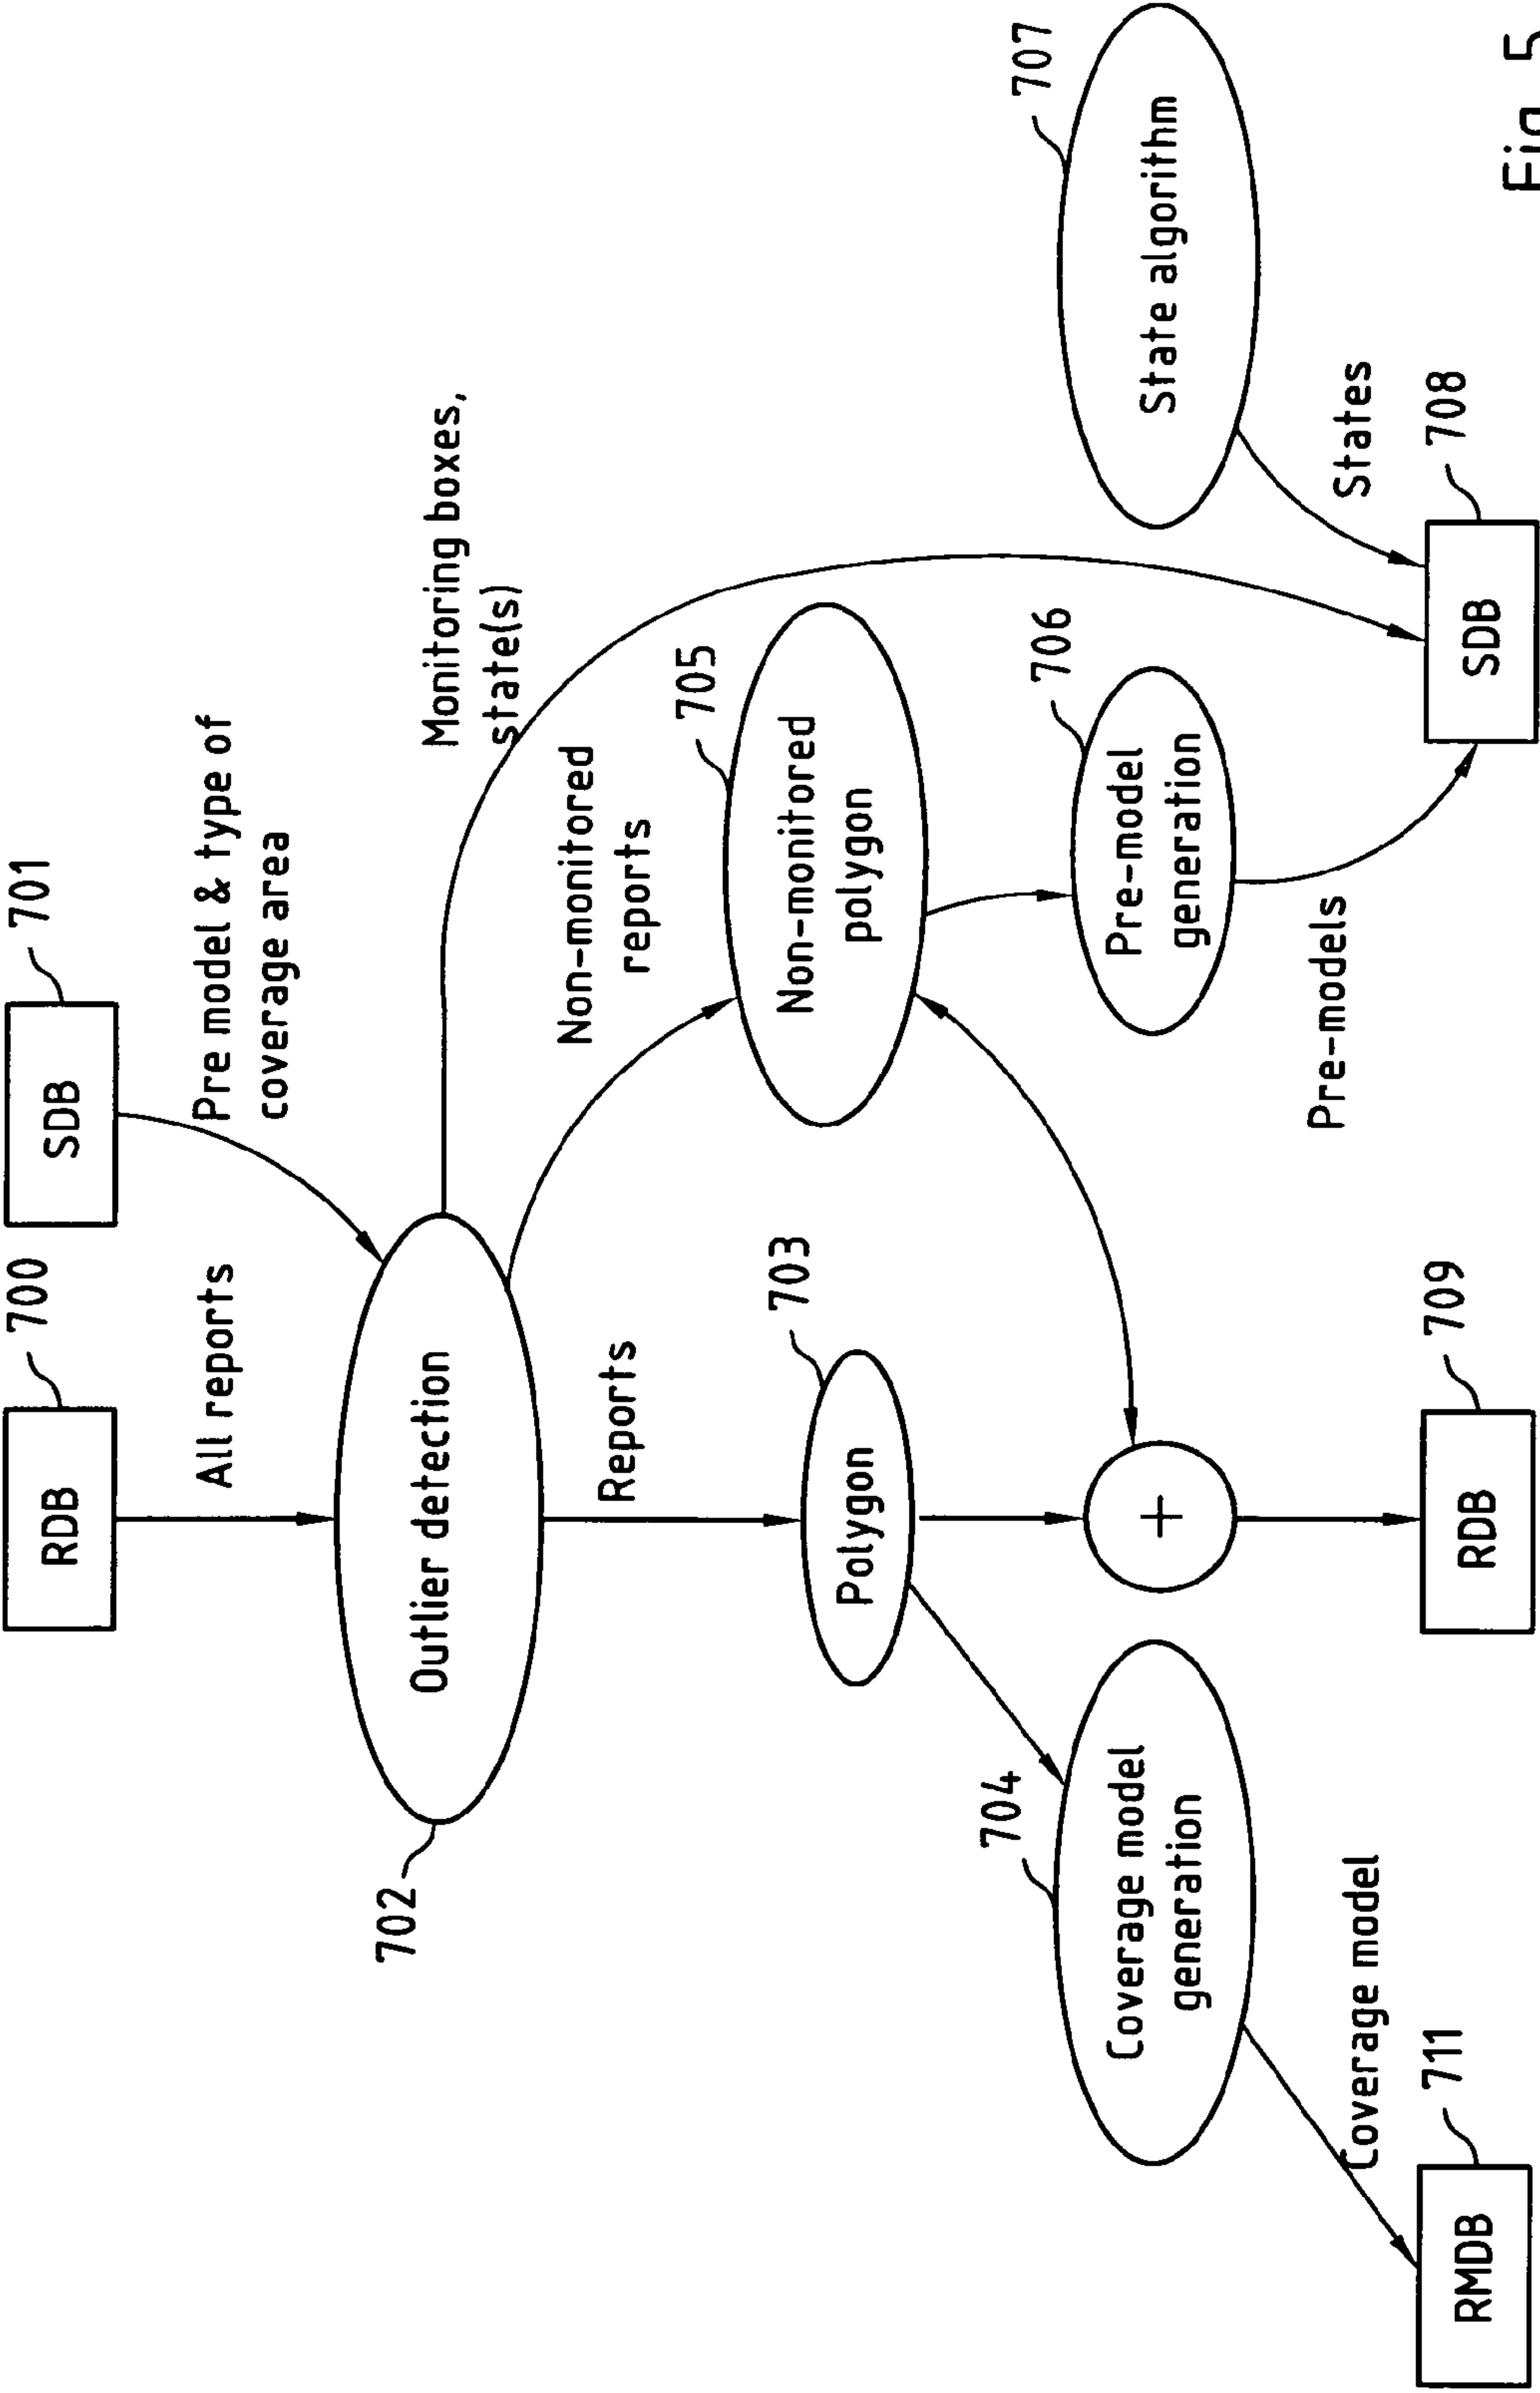 RDB
700
SDB
701
All reports
Pre model & type of
coverage area
Outlier detection
702
Monitoring boxes,
state(s)
Reports
Non-monitored
reports
Polygon
703
Non-monitored
polygon
705
Coverage model
generation
704
+
Pre-model
generation
706
State algorithm
707
Coverage model
Pre-models
States
RMDB
711
RDB
709
SDB
708
Fig. 5